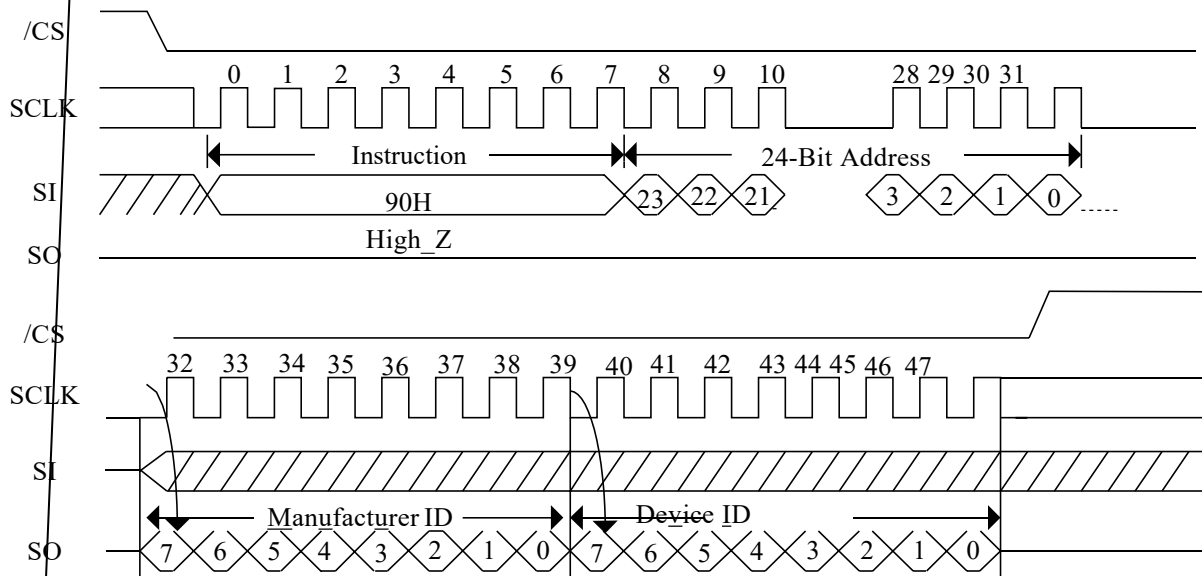 /CS
0 1 2 3 4 5 6 7 8 9 10 28 29 30 31
SCLK
Instruction 24-Bit Address
SI 90H 23 22 21 3 2 1 0
High_Z
SO
/CS
32 33 34 35 36 37 38 39 40 41 42 43 44 45 46 47
SCLK
SI
Manufacturer ID Device ID
SO 7 6 5 4 3 2 1 0 7 6 5 4 3 2 1 0